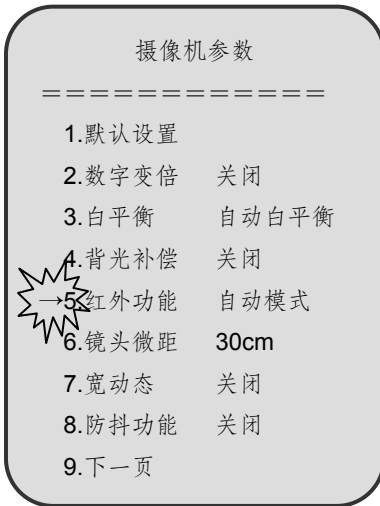 摄像机参数
＝＝＝＝＝＝＝＝＝＝＝＝
1.默认设置
2.数字变倍 关闭
3.白平衡 自动白平衡
4.背光补偿 关闭
→5.红外功能 自动模式
6.镜头微距 30cm
7.宽动态 关闭
8.防抖功能 关闭
9.下一页